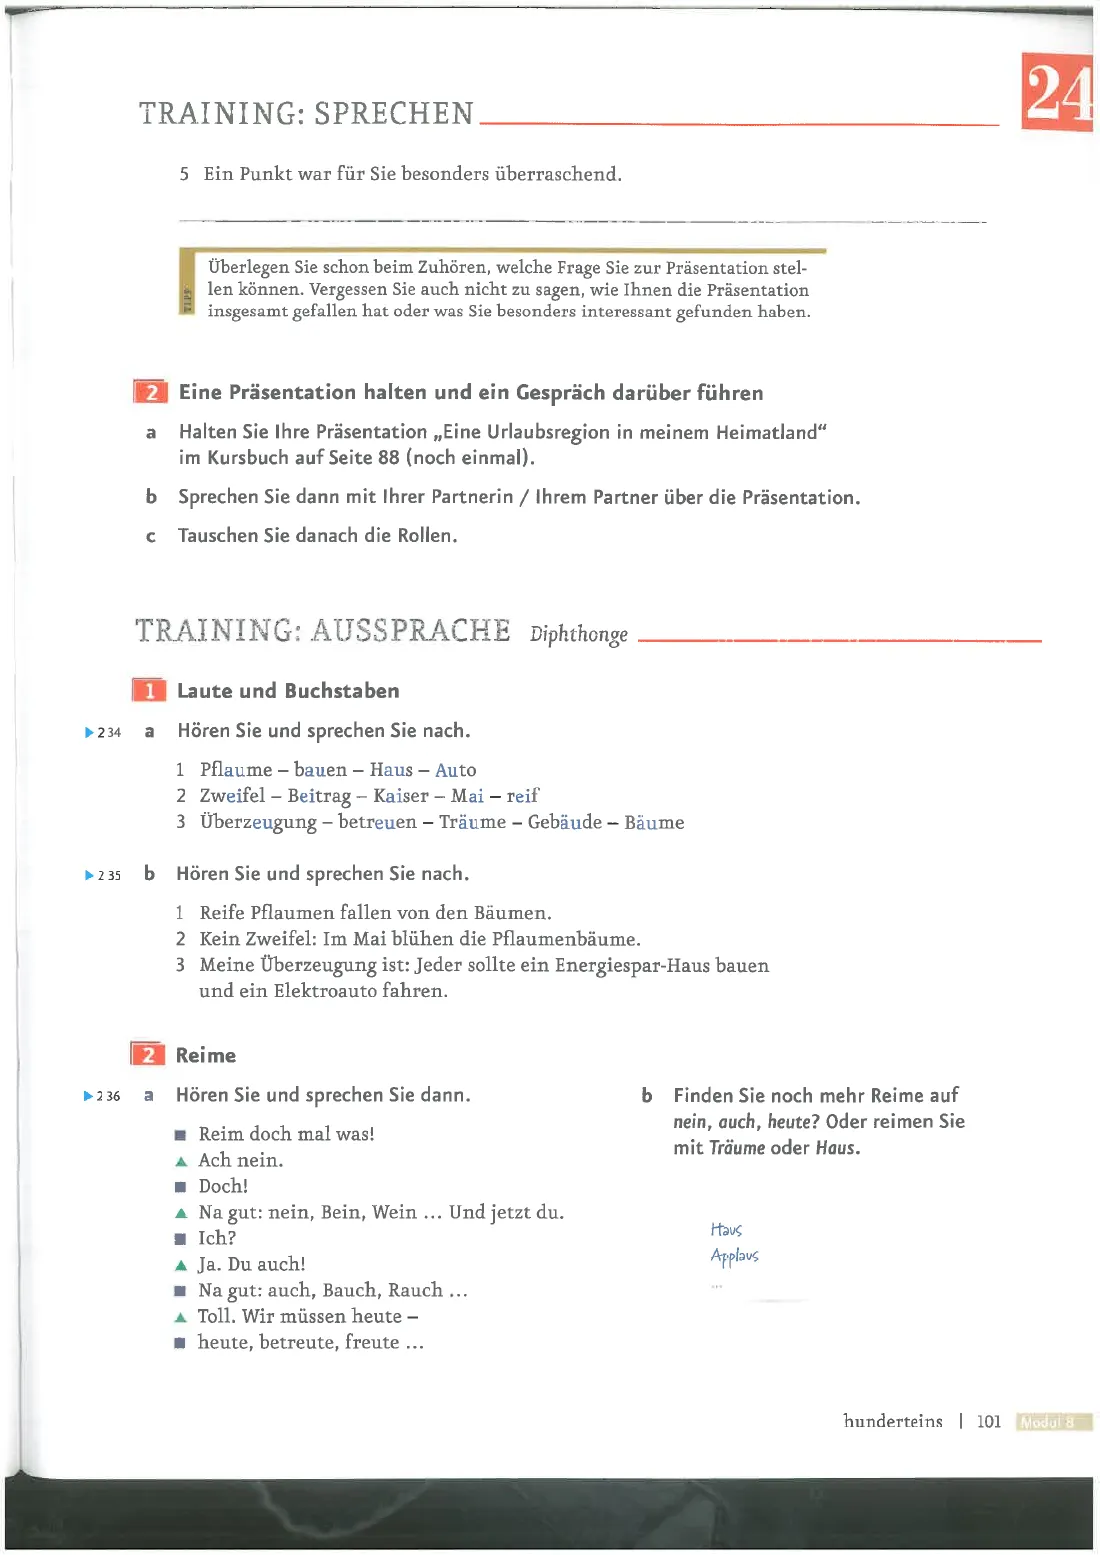 24
TRAINING: SPRECHEN
5 Ein Punkt war für Sie besonders überraschend.
TIPP
Überlegen Sie schon beim Zuhören, welche Frage Sie zur Präsentation stel-
len können. Vergessen Sie auch nicht zu sagen, wie Ihnen die Präsentation
insgesamt gefallen hat oder was Sie besonders interessant gefunden haben.
2 Eine Präsentation halten und ein Gespräch darüber führen
a Halten Sie Ihre Präsentation „Eine Urlaubsregion in meinem Heimatland“
im Kursbuch auf Seite 88 (noch einmal).
b Sprechen Sie dann mit Ihrer Partnerin / Ihrem Partner über die Präsentation.
c Tauschen Sie danach die Rollen.
TRAINING: AUSSPRACHE Diphthonge
1 Laute und Buchstaben
▶ 2 34 a Hören Sie und sprechen Sie nach.
1 Pflaume – bauen – Haus – Auto
2 Zweifel – Beitrag – Kaiser – Mai – reif
3 Überzeugung – betreuen – Träume – Gebäude – Bäume
▶ 2 35 b Hören Sie und sprechen Sie nach.
1 Reife Pflaumen fallen von den Bäumen.
2 Kein Zweifel: Im Mai blühen die Pflaumenbäume.
3 Meine Überzeugung ist: Jeder sollte ein Energiespar-Haus bauen
und ein Elektroauto fahren.
2 Reime
▶ 2 36 a Hören Sie und sprechen Sie dann.
■ Reim doch mal was!
▲ Ach nein.
■ Doch!
▲ Na gut: nein, Bein, Wein ... Und jetzt du.
■ Ich?
▲ Ja. Du auch!
■ Na gut: auch, Bauch, Rauch ...
▲ Toll. Wir müssen heute –
■ heute, betreute, freute ...
b Finden Sie noch mehr Reime auf
nein, auch, heute? Oder reimen Sie
mit Träume oder Haus.
Haus
Applaus
...
hunderteins | 101 Modul 8